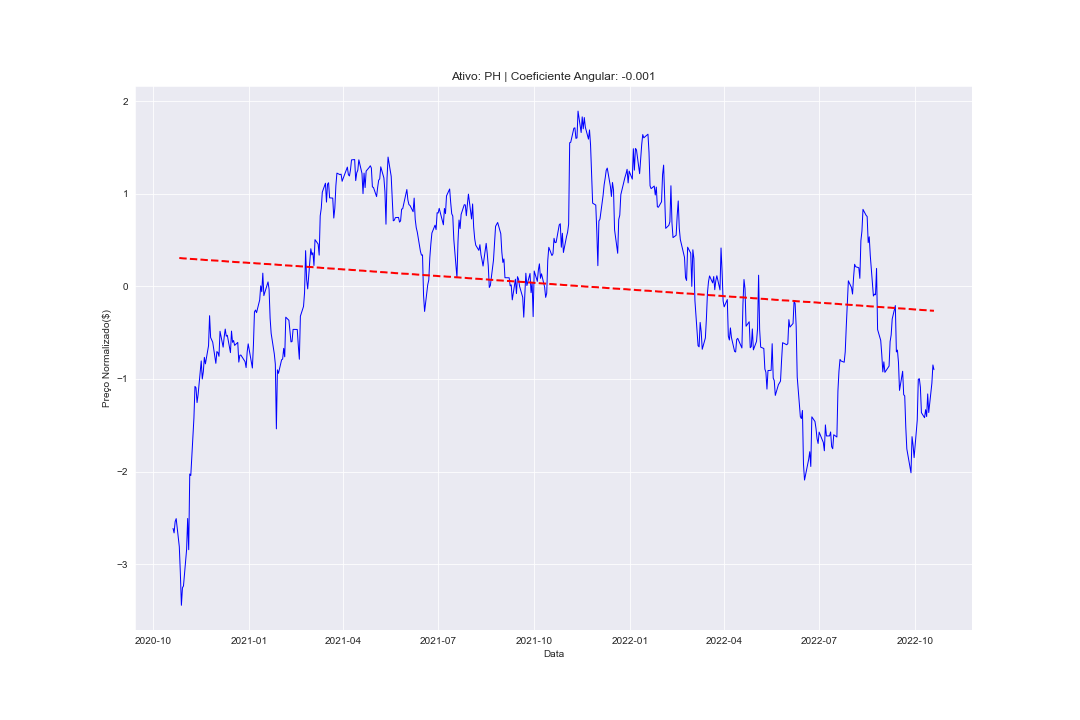 Ativo: PH | Coeficiente Angular: -0.001
2
1
0
−1
−2
−3
Preço Normalizado($)
2020-10 2021-01 2021-04 2021-07 2021-10 2022-01 2022-04 2022-07 2022-10
Data